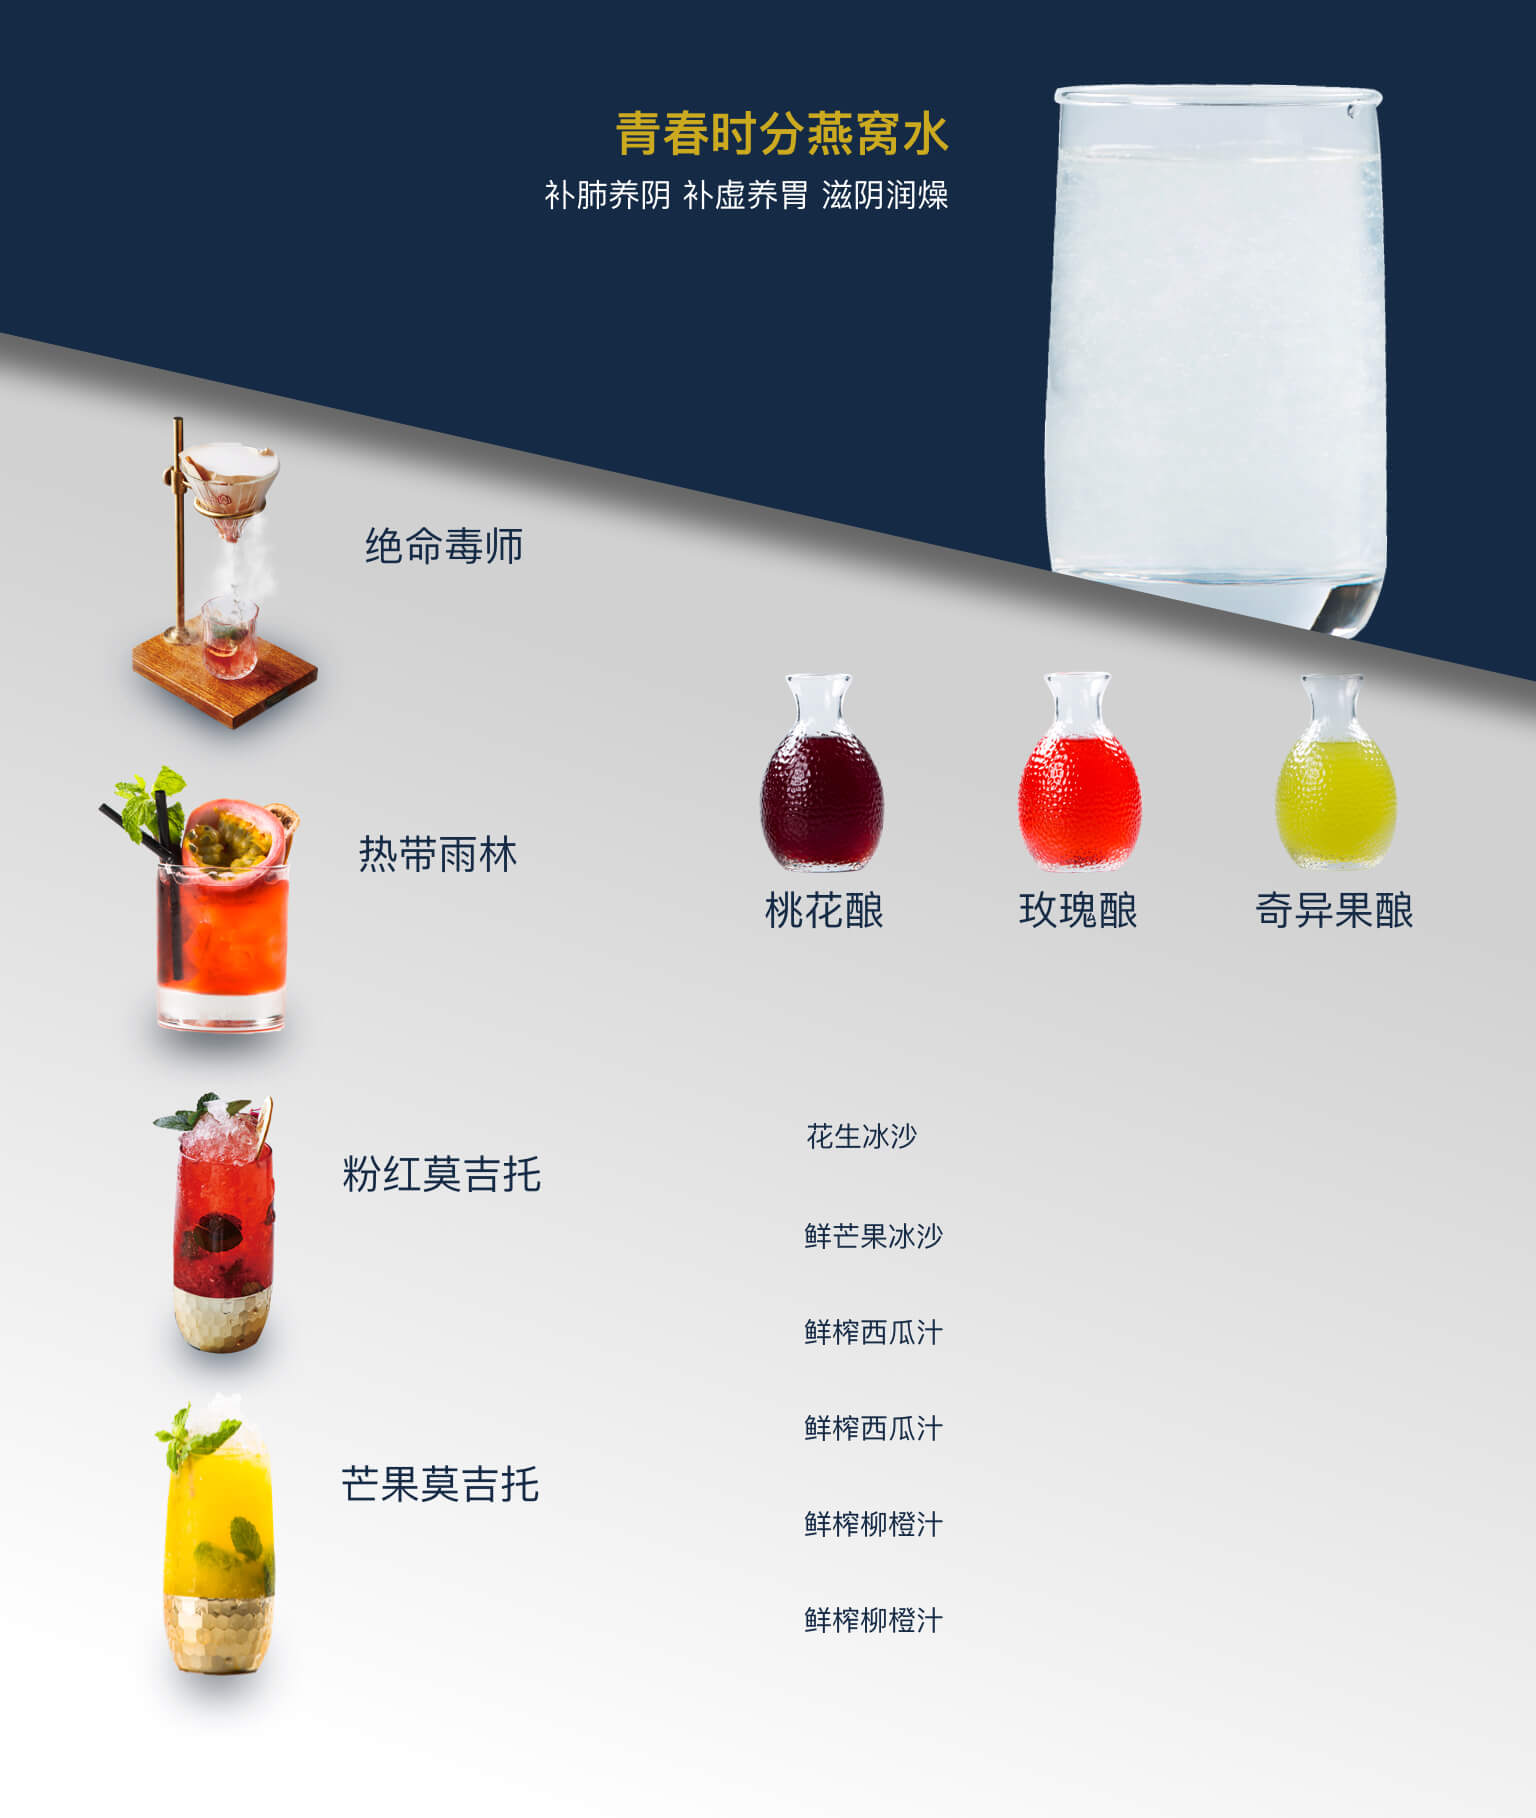 青春时分燕窝水
补肺养阴 补虚养胃 滋阴润燥
绝命毒师
热带雨林
粉红莫吉托
芒果莫吉托
桃花酿
玫瑰酿
奇异果酿
花生冰沙
鲜芒果冰沙
鲜榨西瓜汁
鲜榨西瓜汁
鲜榨柳橙汁
鲜榨柳橙汁